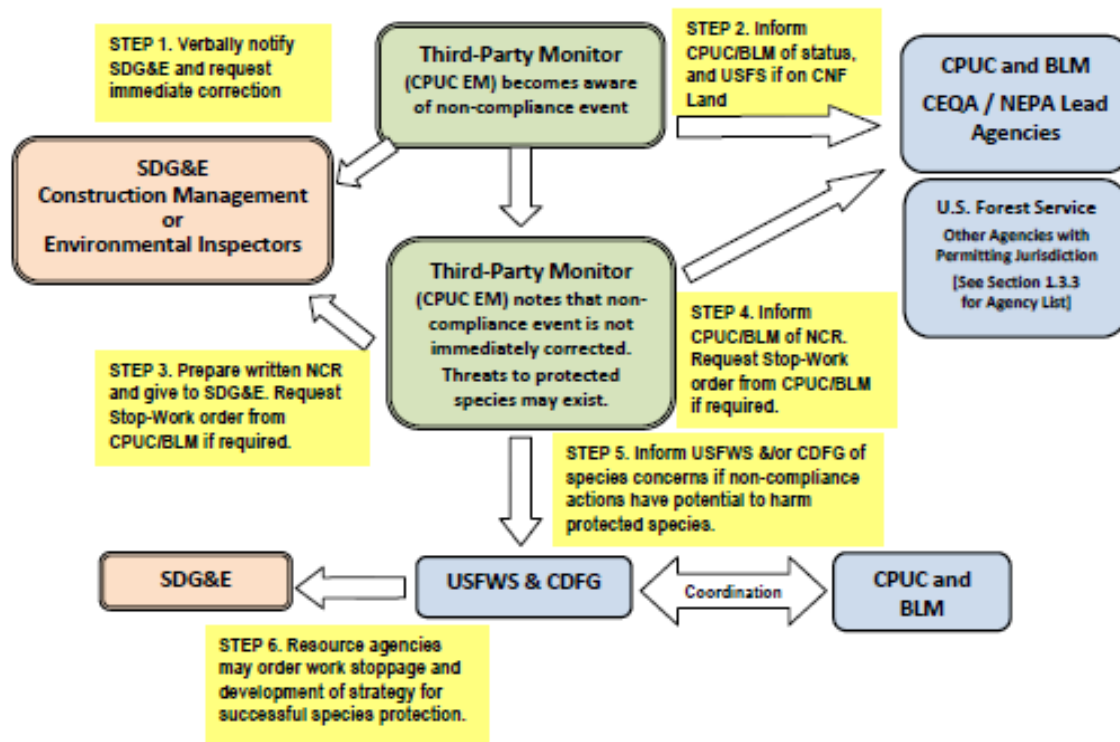 STEP 1. Verbally notify
SDG&E and request
immediate correction
Third-Party Monitor
(CPUC EM) becomes aware
of non-compliance event
STEP 2. Inform
CPUC/BLM of status,
and USFS if on CNF
Land
CPUC and BLM
CEQA / NEPA Lead
Agencies
SDG&E
Construction Management
or
Environmental Inspectors
U.S. Forest Service
Other Agencies with
Permitting Jurisdiction
[See Section 1.3.3
for Agency List]
Third-Party Monitor
(CPUC EM) notes that non-
compliance event is not
immediately corrected.
Threats to protected
species may exist.
STEP 3. Prepare written NCR
and give to SDG&E. Request
Stop-Work order from
CPUC/BLM if required.
STEP 4. Inform
CPUC/BLM of NCR.
Request Stop-Work
order from CPUC/BLM
if required.
STEP 5. Inform USFWS &/or CDFG of
species concerns if non-compliance
actions have potential to harm
protected species.
SDG&E
USFWS & CDFG
Coordination
CPUC and
BLM
STEP 6. Resource agencies
may order work stoppage and
development of strategy for
successful species protection.